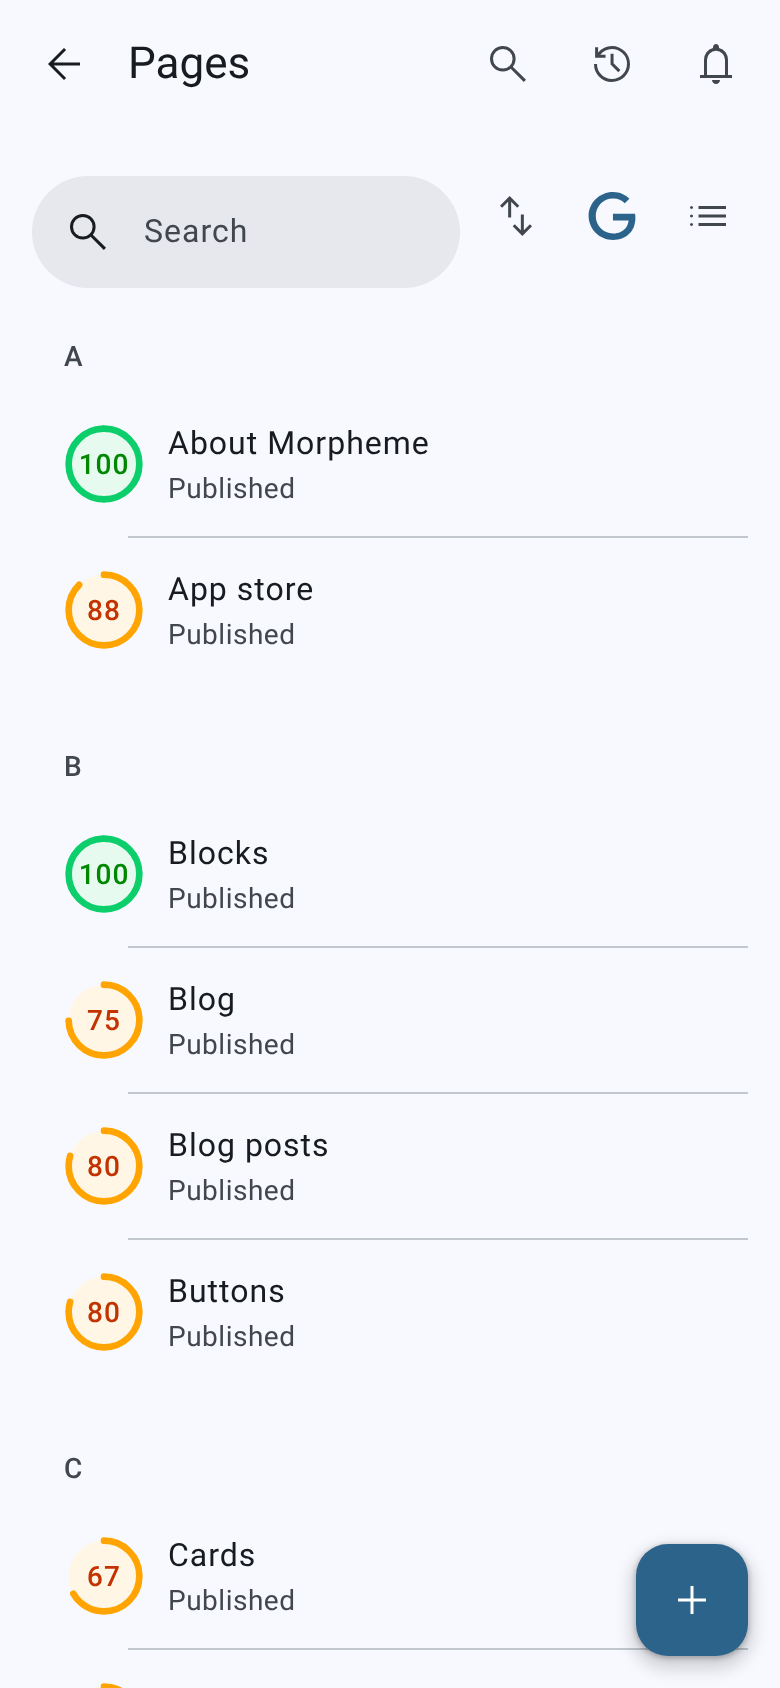 Pages
Search
A
100
About Morpheme
Published
88
App store
Published
B
100
Blocks
Published
75
Blog
Published
80
Blog posts
Published
80
Buttons
Published
C
67
Cards
Published